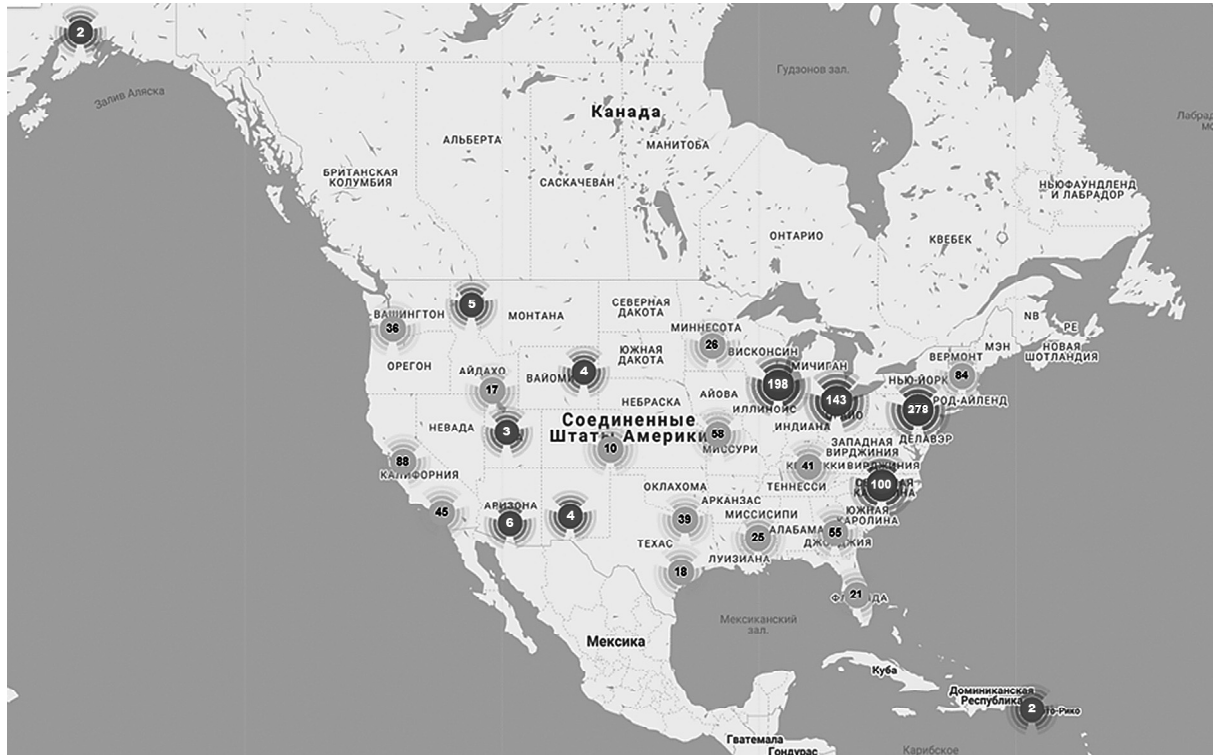 2
Залив Аляска
Гудзонов зал.
Канада
АЛЬБЕРТА
МАНИТОБА
БРИТАНСКАЯ
КОЛУМБИЯ
САСКАЧЕВАН
НЬЮФАУНДЛЕНД
И ЛАБРАДОР
ОНТАРИО
КВЕБЕК
5
СЕВЕРНАЯ
ДАКОТА
ВАШИНГТОН
МОНТАНА
NB
36
МИННЕСОТА
PE
26
МЭН
НОВАЯ
ШОТЛАНДИЯ
ЮЖНАЯ
ДАКОТА
ВИСКОНСИН
ВЕРМОНТ
ОРЕГОН
АЙДАХО
4
МИЧИГАН
84
17
198
НЬЮ-ЙОРК
НЕБРАСКА
АЙОВА
143
РОД-АЙЛЕНД
ИЛЛИНОЙС
278
НЕВАДА
3
Соединенные
Штаты Америки
ИНДИАНА
58
ДЕЛАВЭР
МИССУРИ
10
ЗАПАДНАЯ
ВИРДЖИНИЯ
88
КАЛИФОРНИЯ
41
ВИРДЖИНИЯ
ОКЛАХОМА
ТЕННЕССИ
100
АРКАНЗАС
45
АРИЗОНА
6
4
39
МИССИСИПИ
ЮЖНАЯ
КАРОЛИНА
АЛАБАМА
55
ТЕХАС
25
ДЖОРДЖИЯ
ЛУИЗИАНА
18
21
Мексиканский
зал.
Мексика
Куба
Доминиканская
Республика
2
Гватемала
Гондурас
Карибское